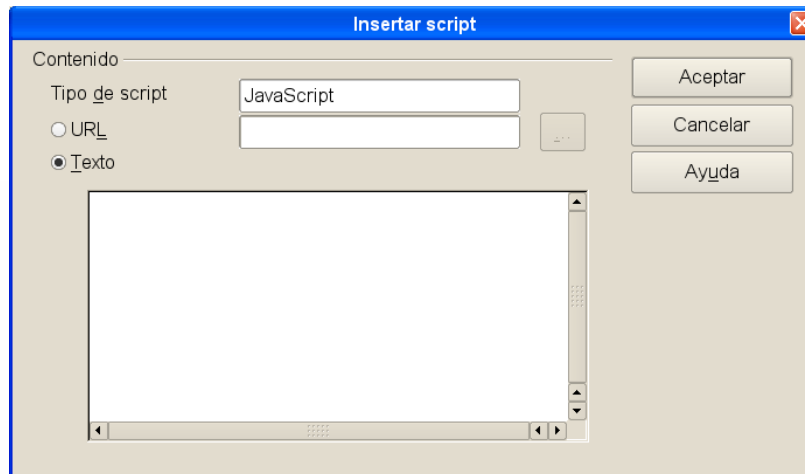 Insertar script
Contenido
Tipo de script
JavaScript
URL
...
Texto
Aceptar
Cancelar
Ayuda